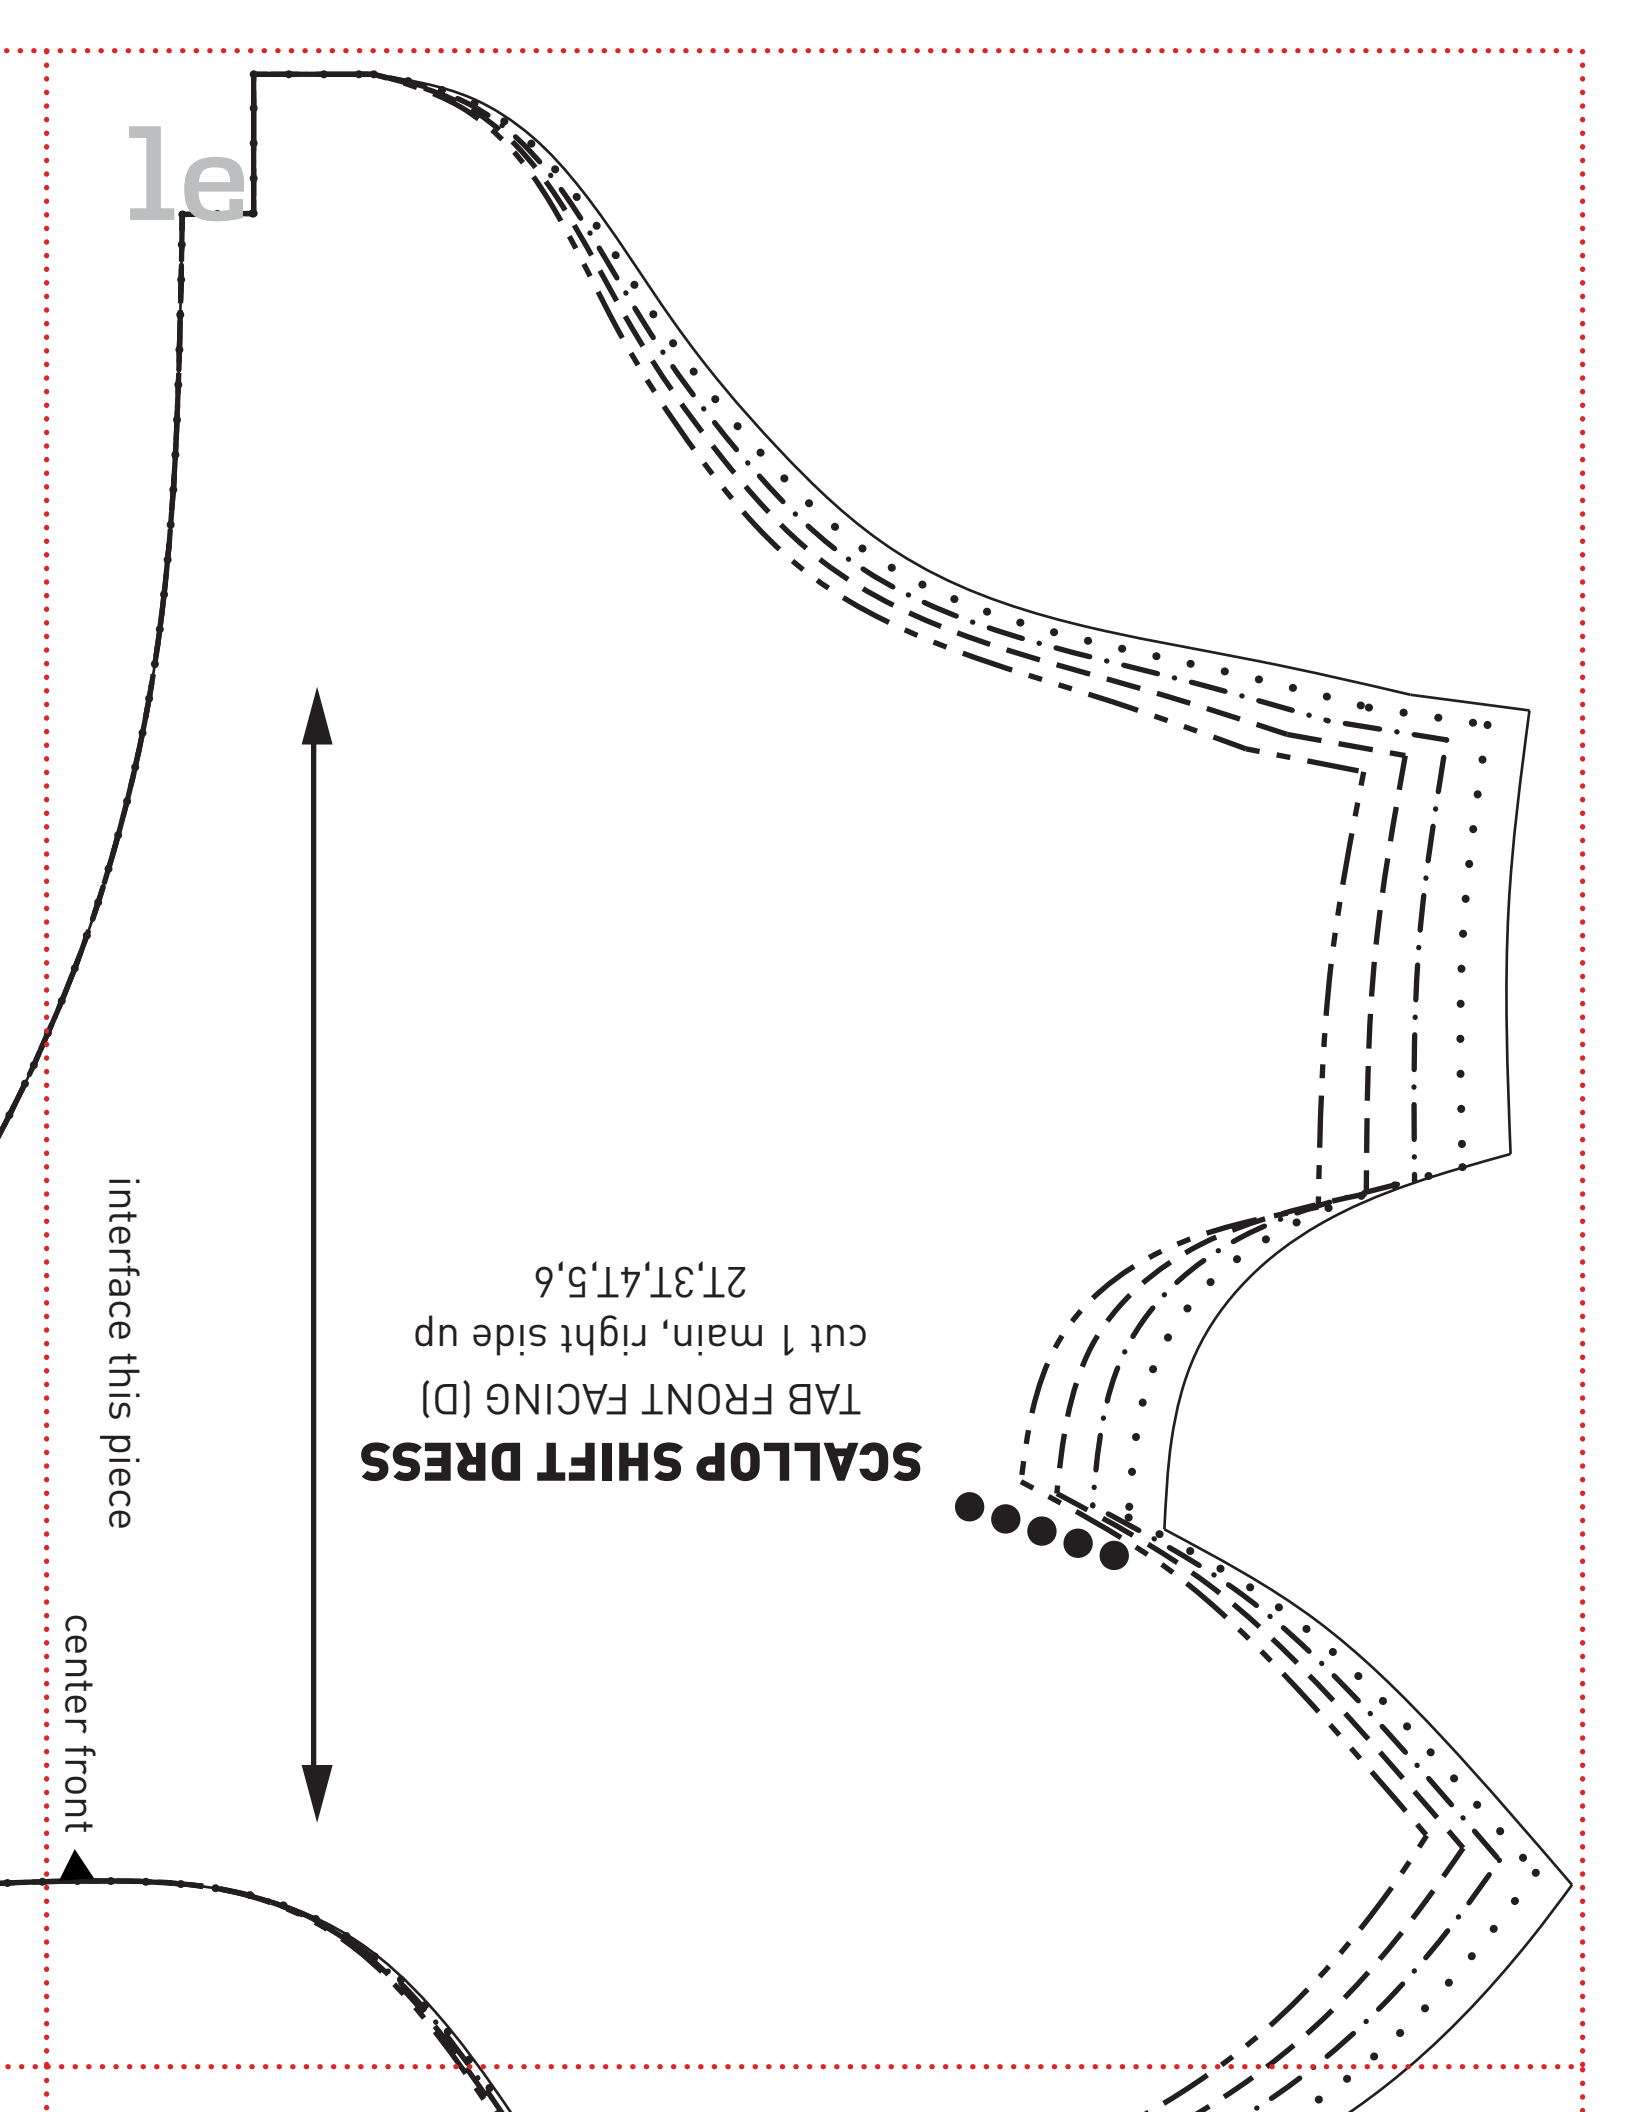 le
SCALLOP SHIFT DRESS
TAB FRONT FACING (D)
cut 1 main, right side up
2T,3T,4T,5,6
interface this piece
center front